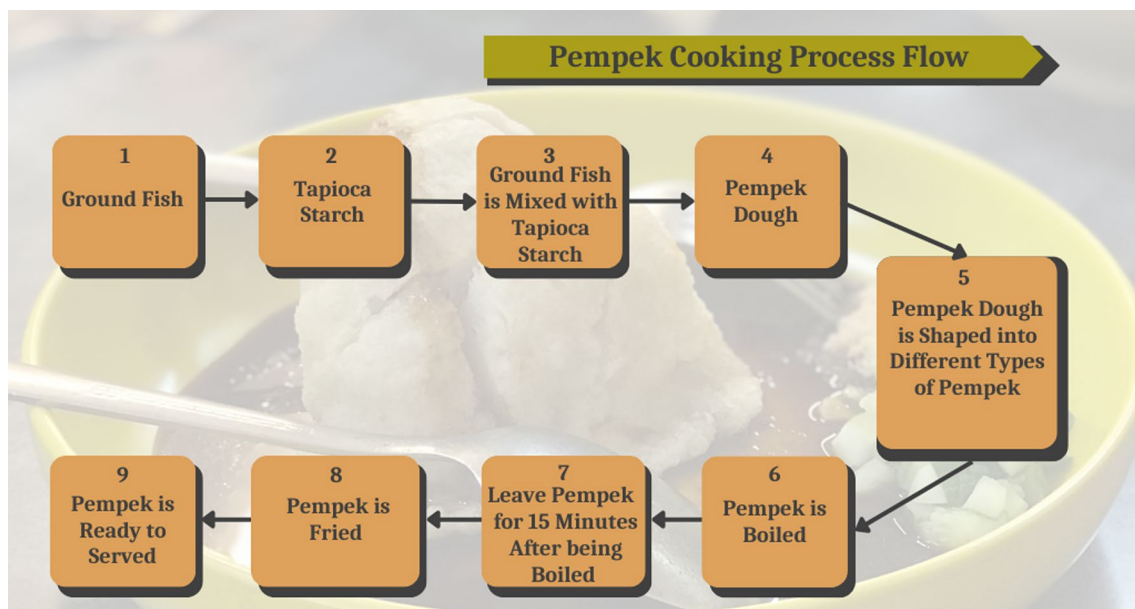 Pempek Cooking Process Flow
1
Ground Fish
2
Tapioca
Starch
3
Ground Fish
is Mixed with
Tapioca
Starch
4
Pempek
Dough
5
Pempek Dough
is Shaped into
Different Types
of Pempek
6
Pempek is
Boiled
7
Leave Pempek
for 15 Minutes
After being
Boiled
8
Pempek is
Fried
9
Pempek is
Ready to
Served